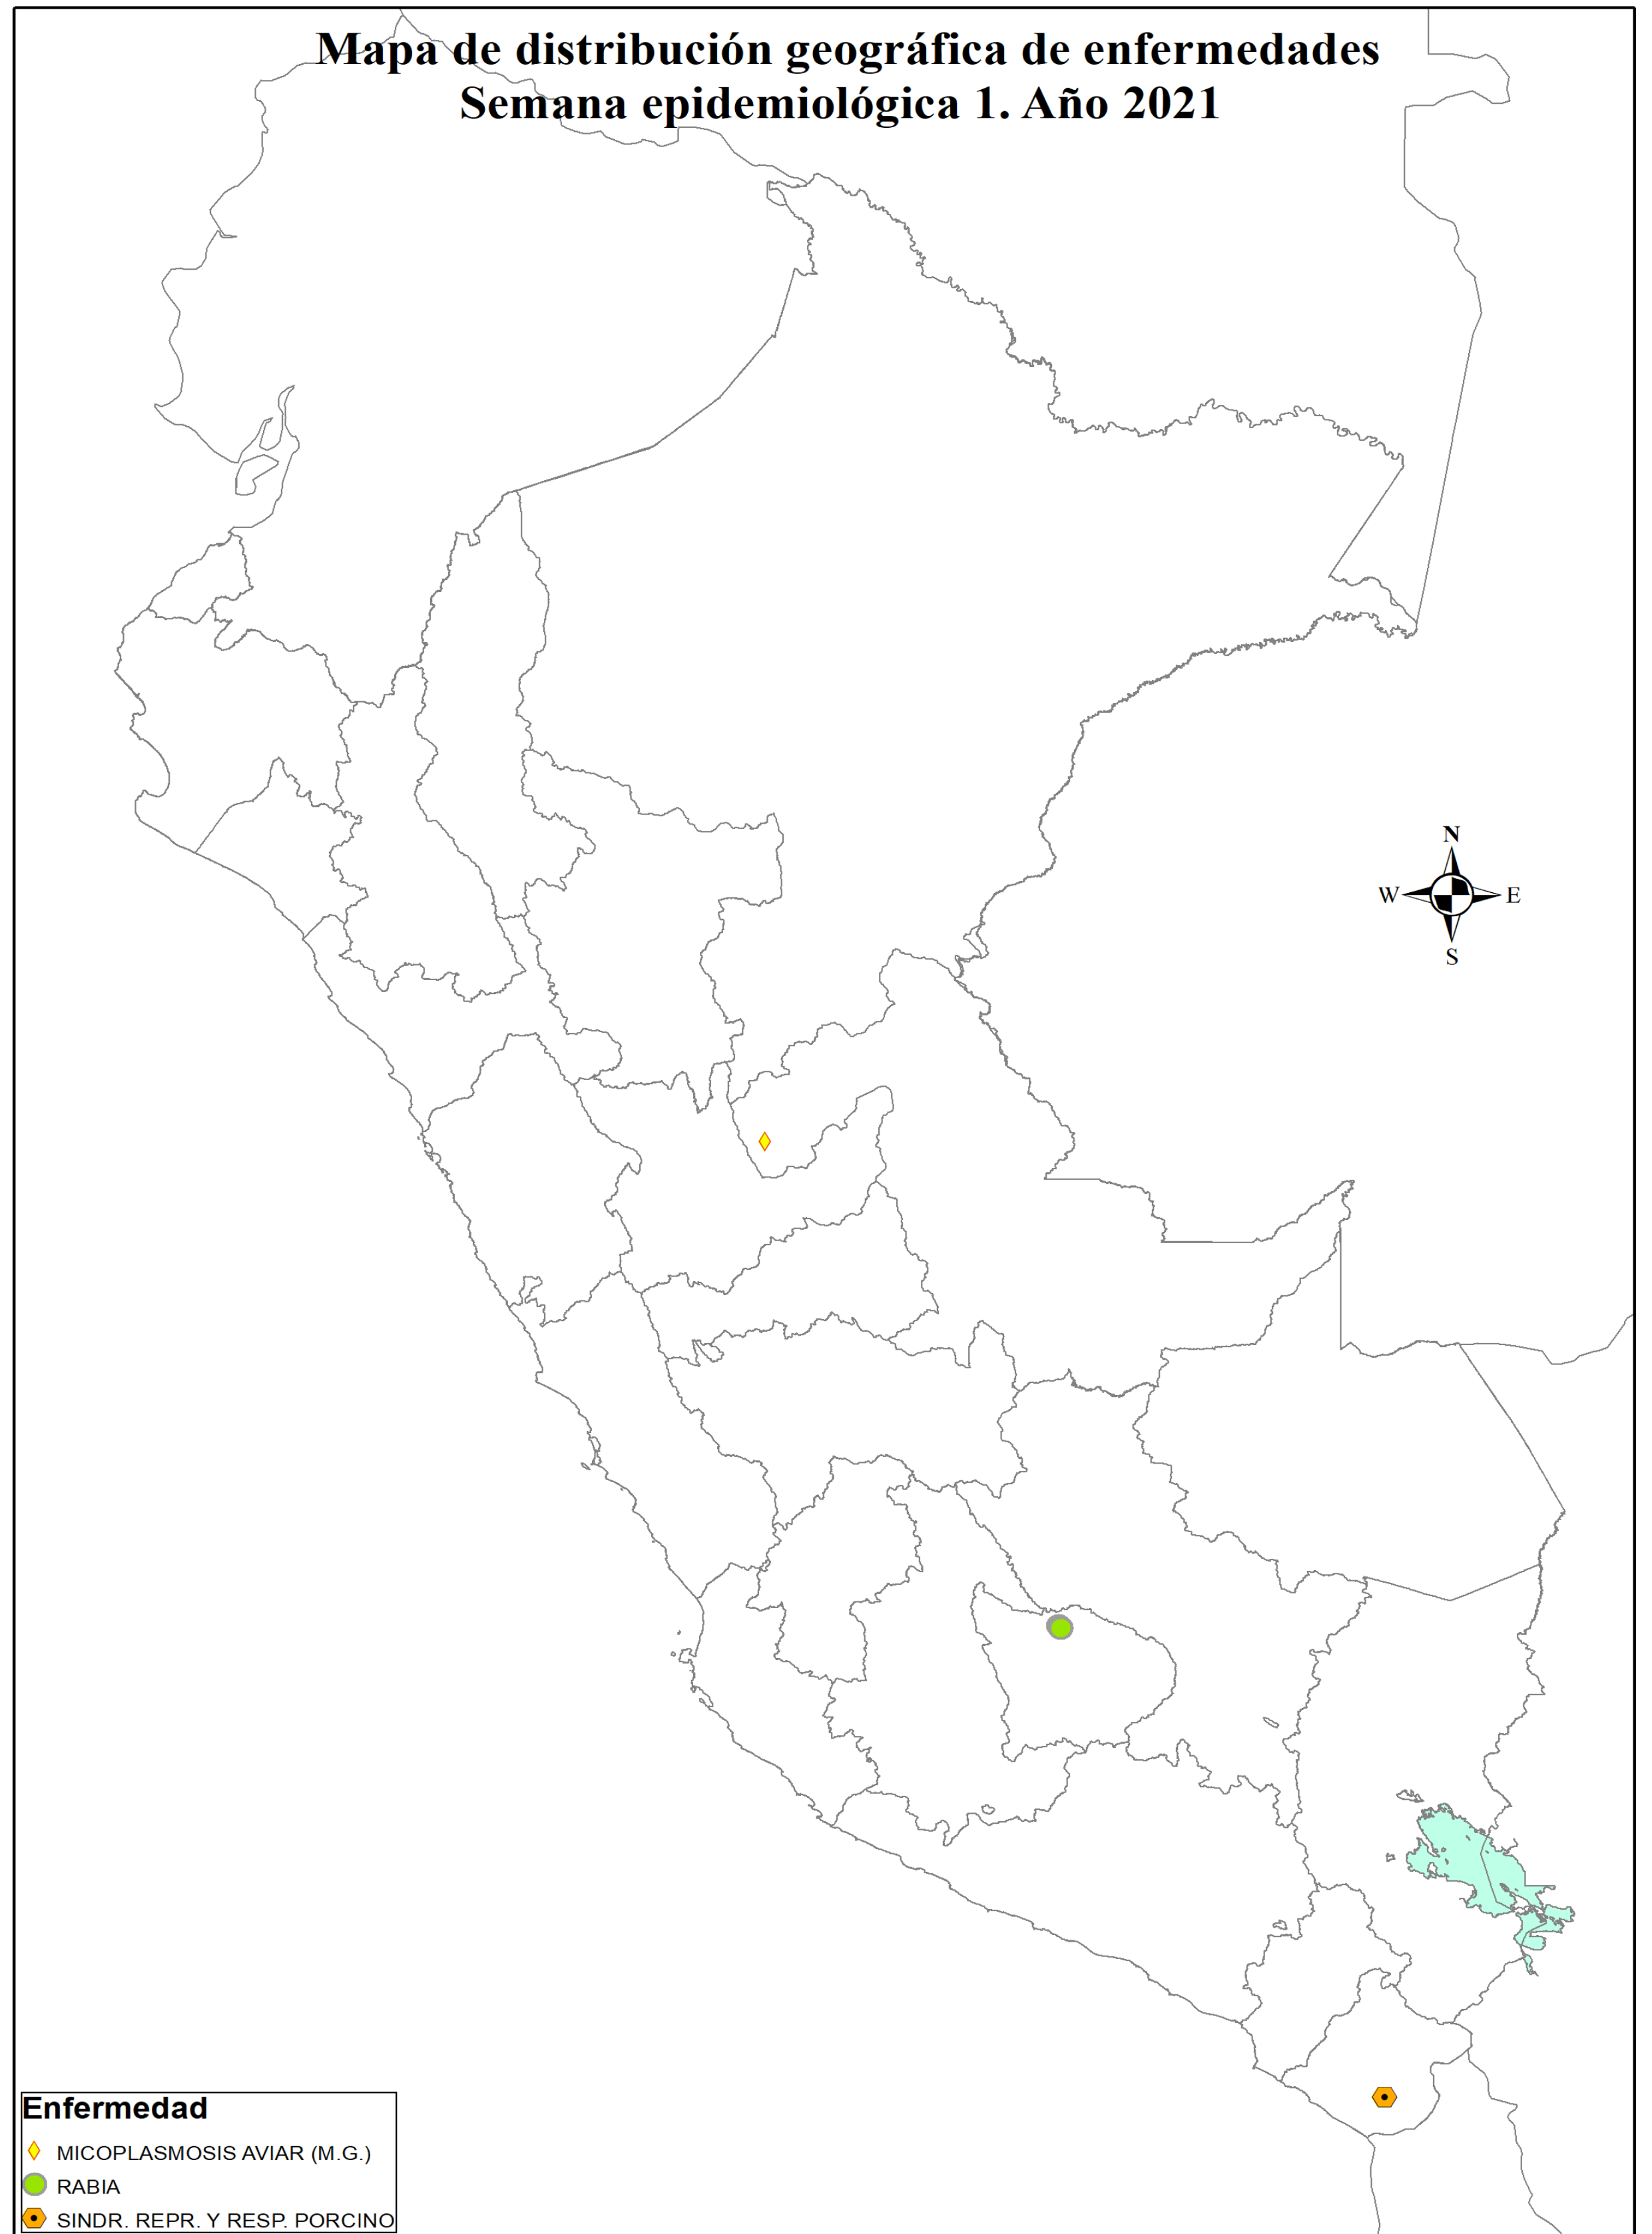 Mapa de distribución geográfica de enfermedades
Semana epidemiológica 1. Año 2021
N
W E
S
Enfermedad
MICOPLASMOSIS AVIAR (M.G.)
RABIA
SINDR. REPR. Y RESP. PORCINO